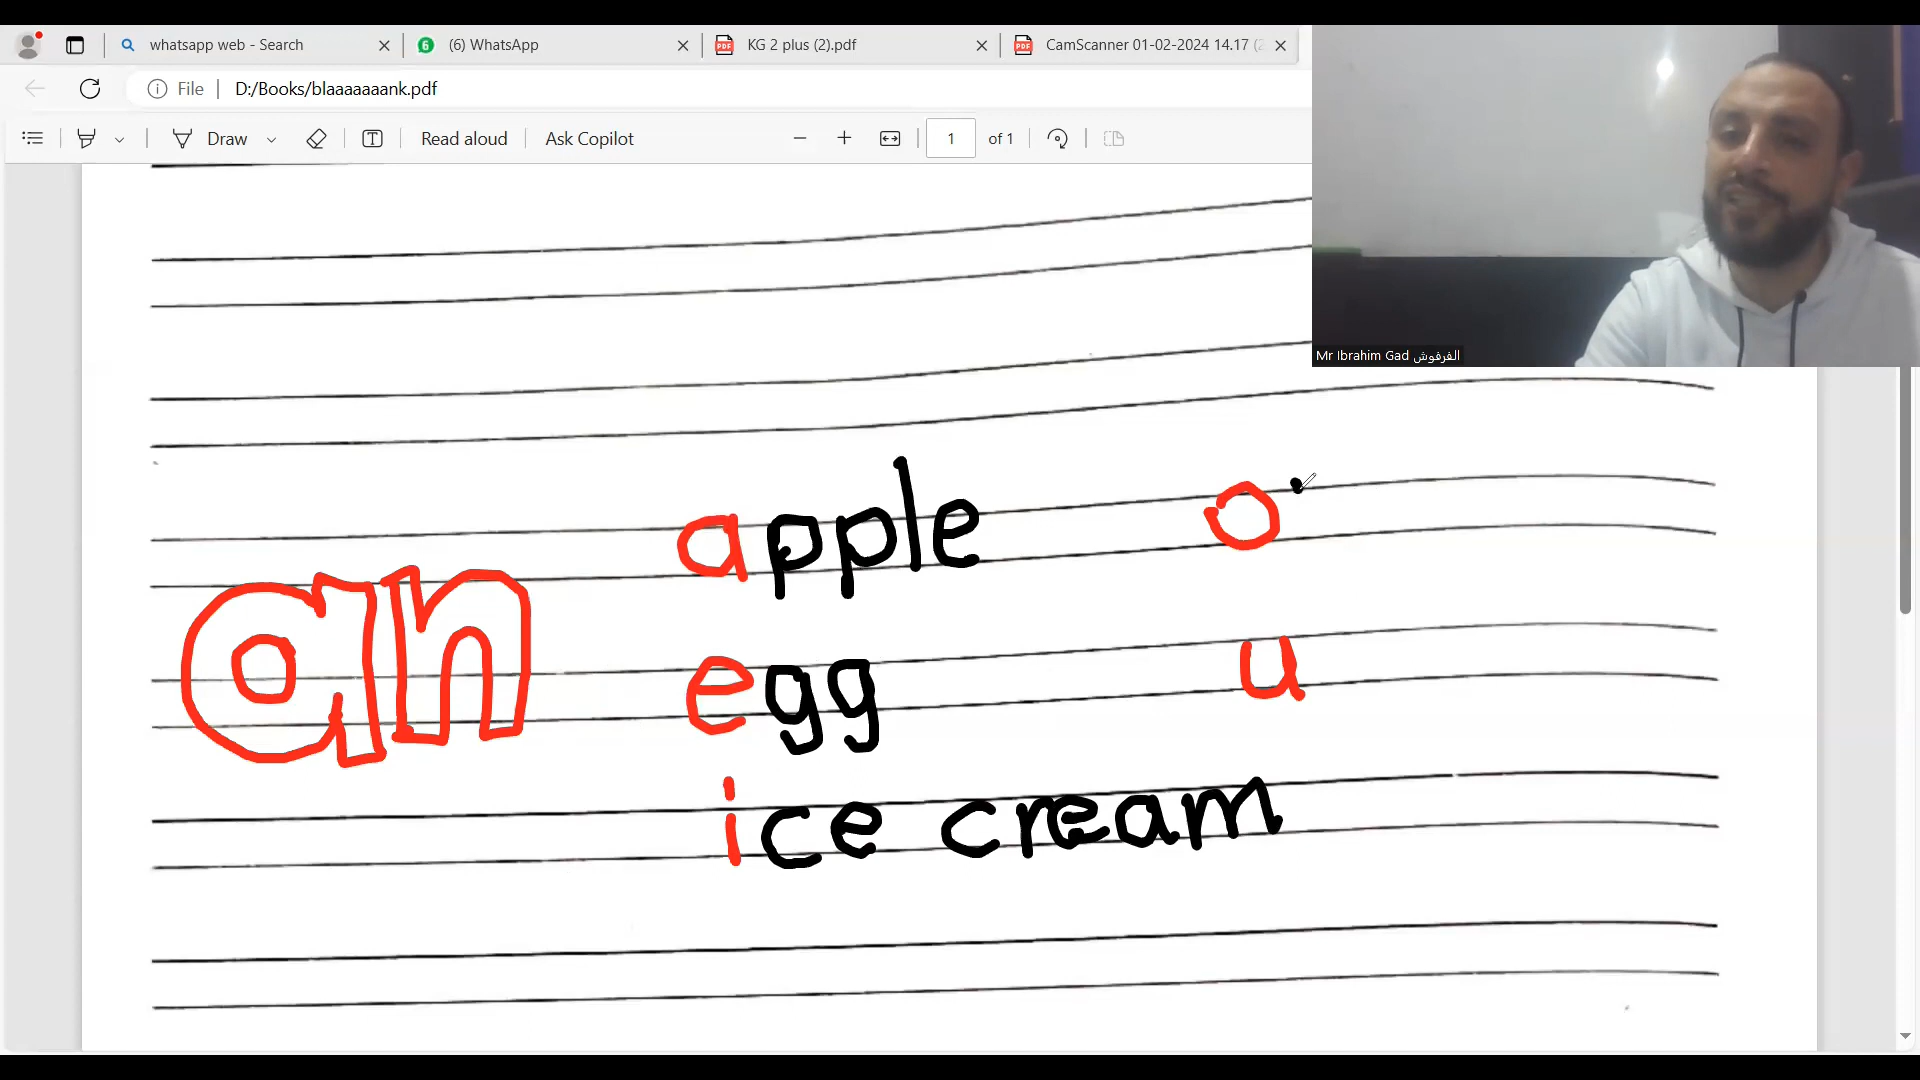 whatsapp web - Search
(6) WhatsApp
KG 2 plus (2).pdf
CamScanner 01-02-2024 14.17 (2
File
D:/Books/blaaaaaaank.pdf
Draw
Read aloud
Ask Copilot
1 of 1
Mr Ibrahim Gad الفرفوش
an
apple
o
egg
u
ice cream